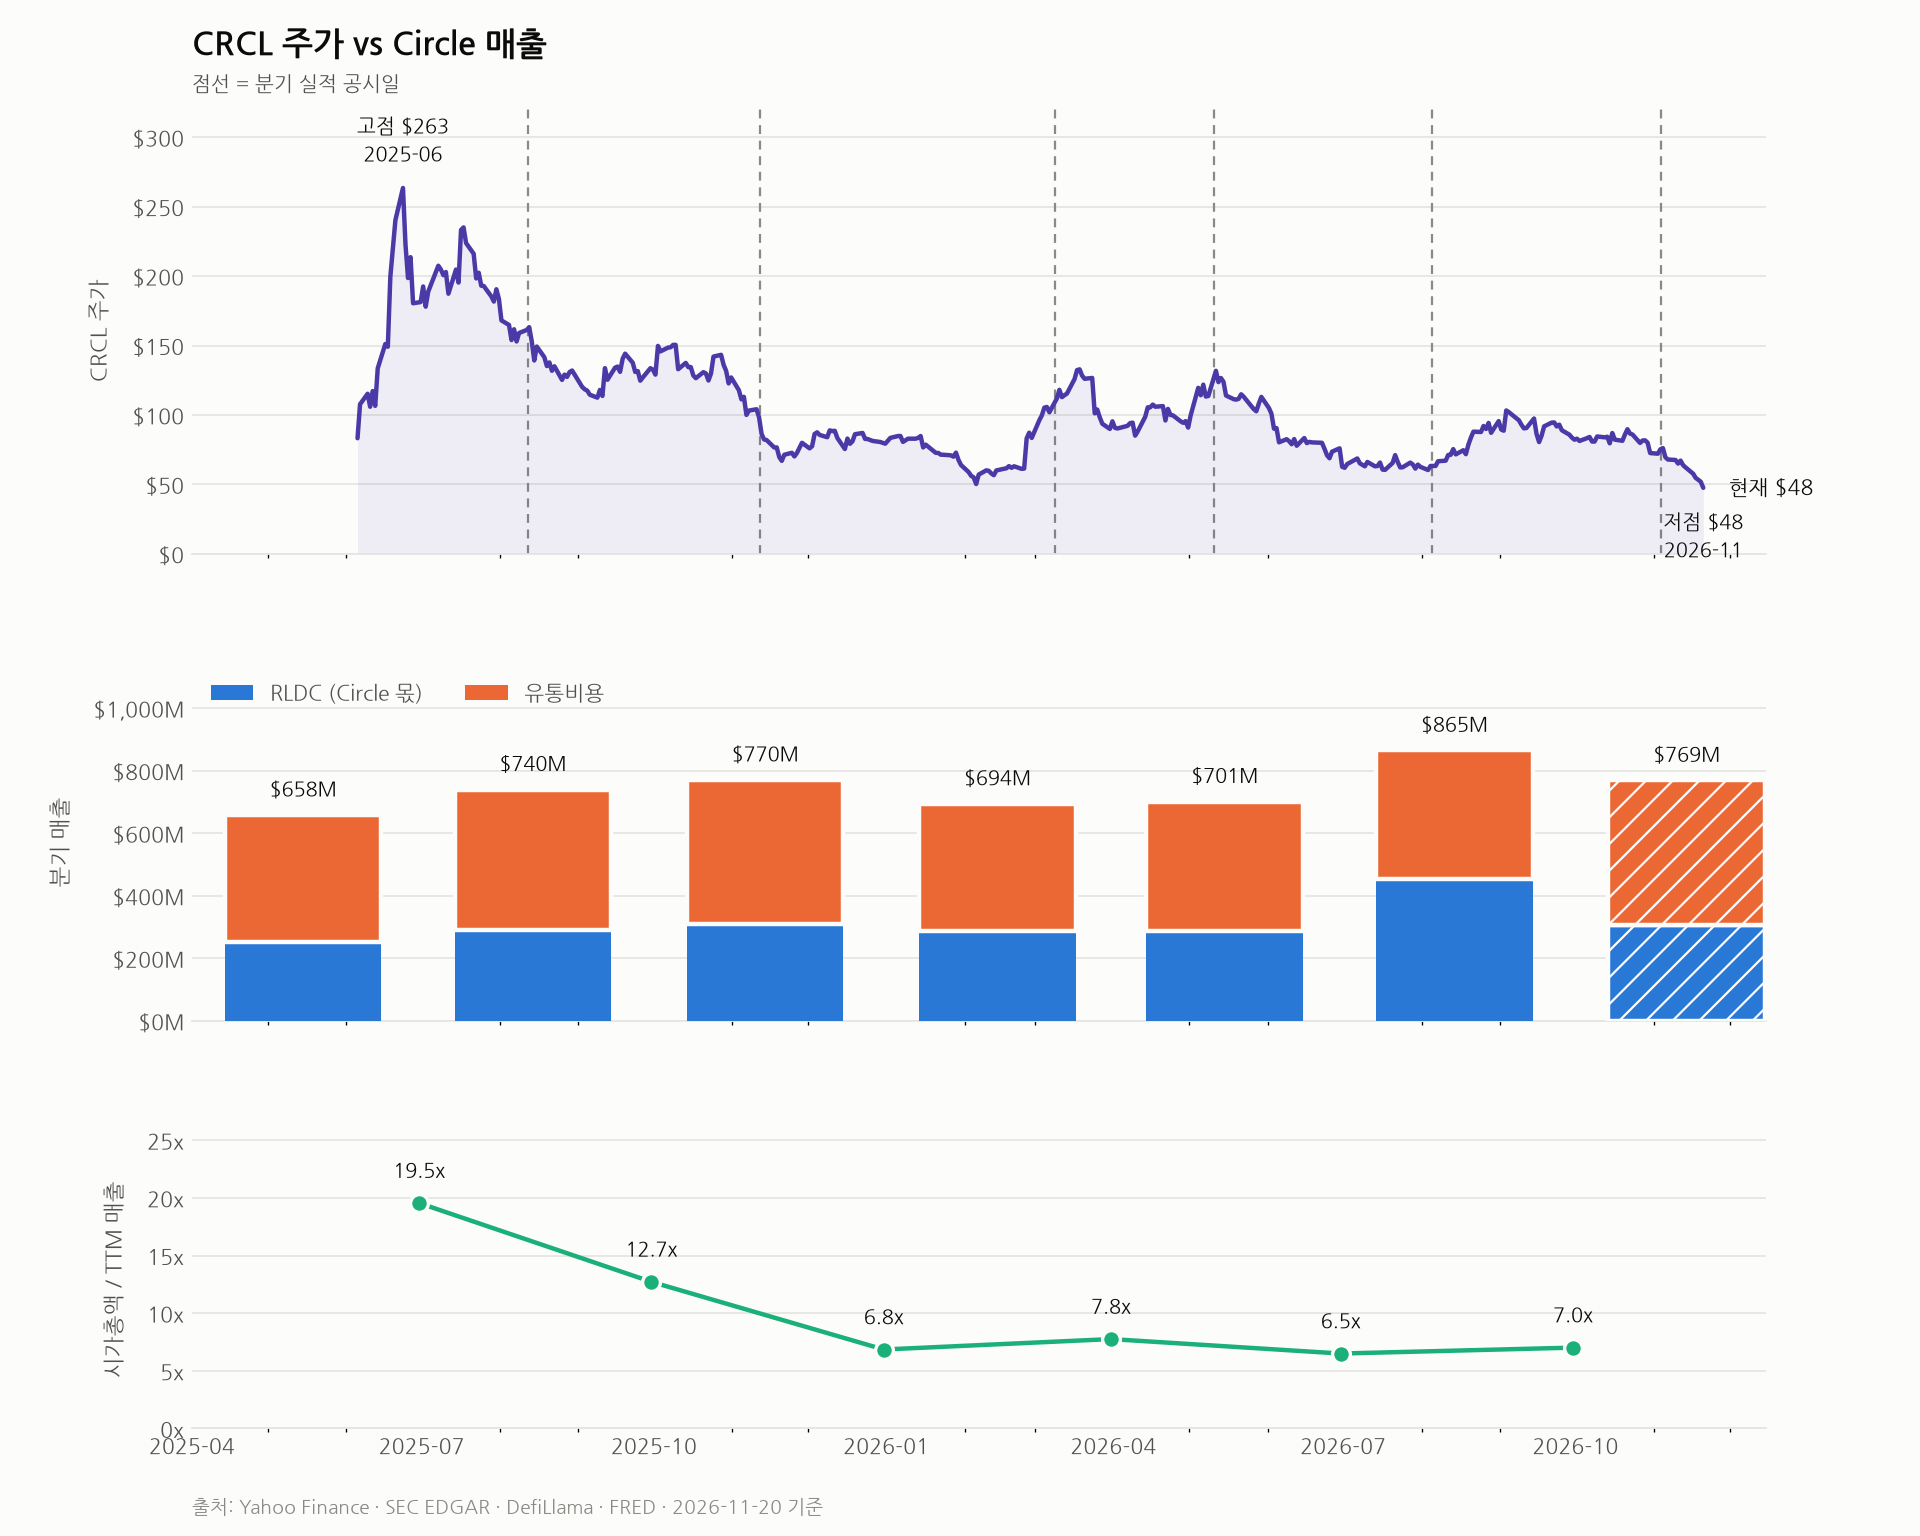 CRCL 주가 vs Circle 매출
점선 = 분기 실적 공시일
고점 $263
2025-06
$300
$250
$200
$150
$100
$50
$0
CRCL 주가
현재 $48
저점 $48
2026-11
RLDC (Circle 몫)
유통비용
$1,000M
$800M
$600M
$400M
$200M
$0M
분기 매출
$658M
$740M
$770M
$694M
$701M
$865M
$769M
25x
20x
15x
10x
5x
0x
시가총액 / TTM 매출
19.5x
12.7x
6.8x
7.8x
6.5x
7.0x
2025-04
2025-07
2025-10
2026-01
2026-04
2026-07
2026-10
출처: Yahoo Finance · SEC EDGAR · DefiLlama · FRED · 2026-11-20 기준